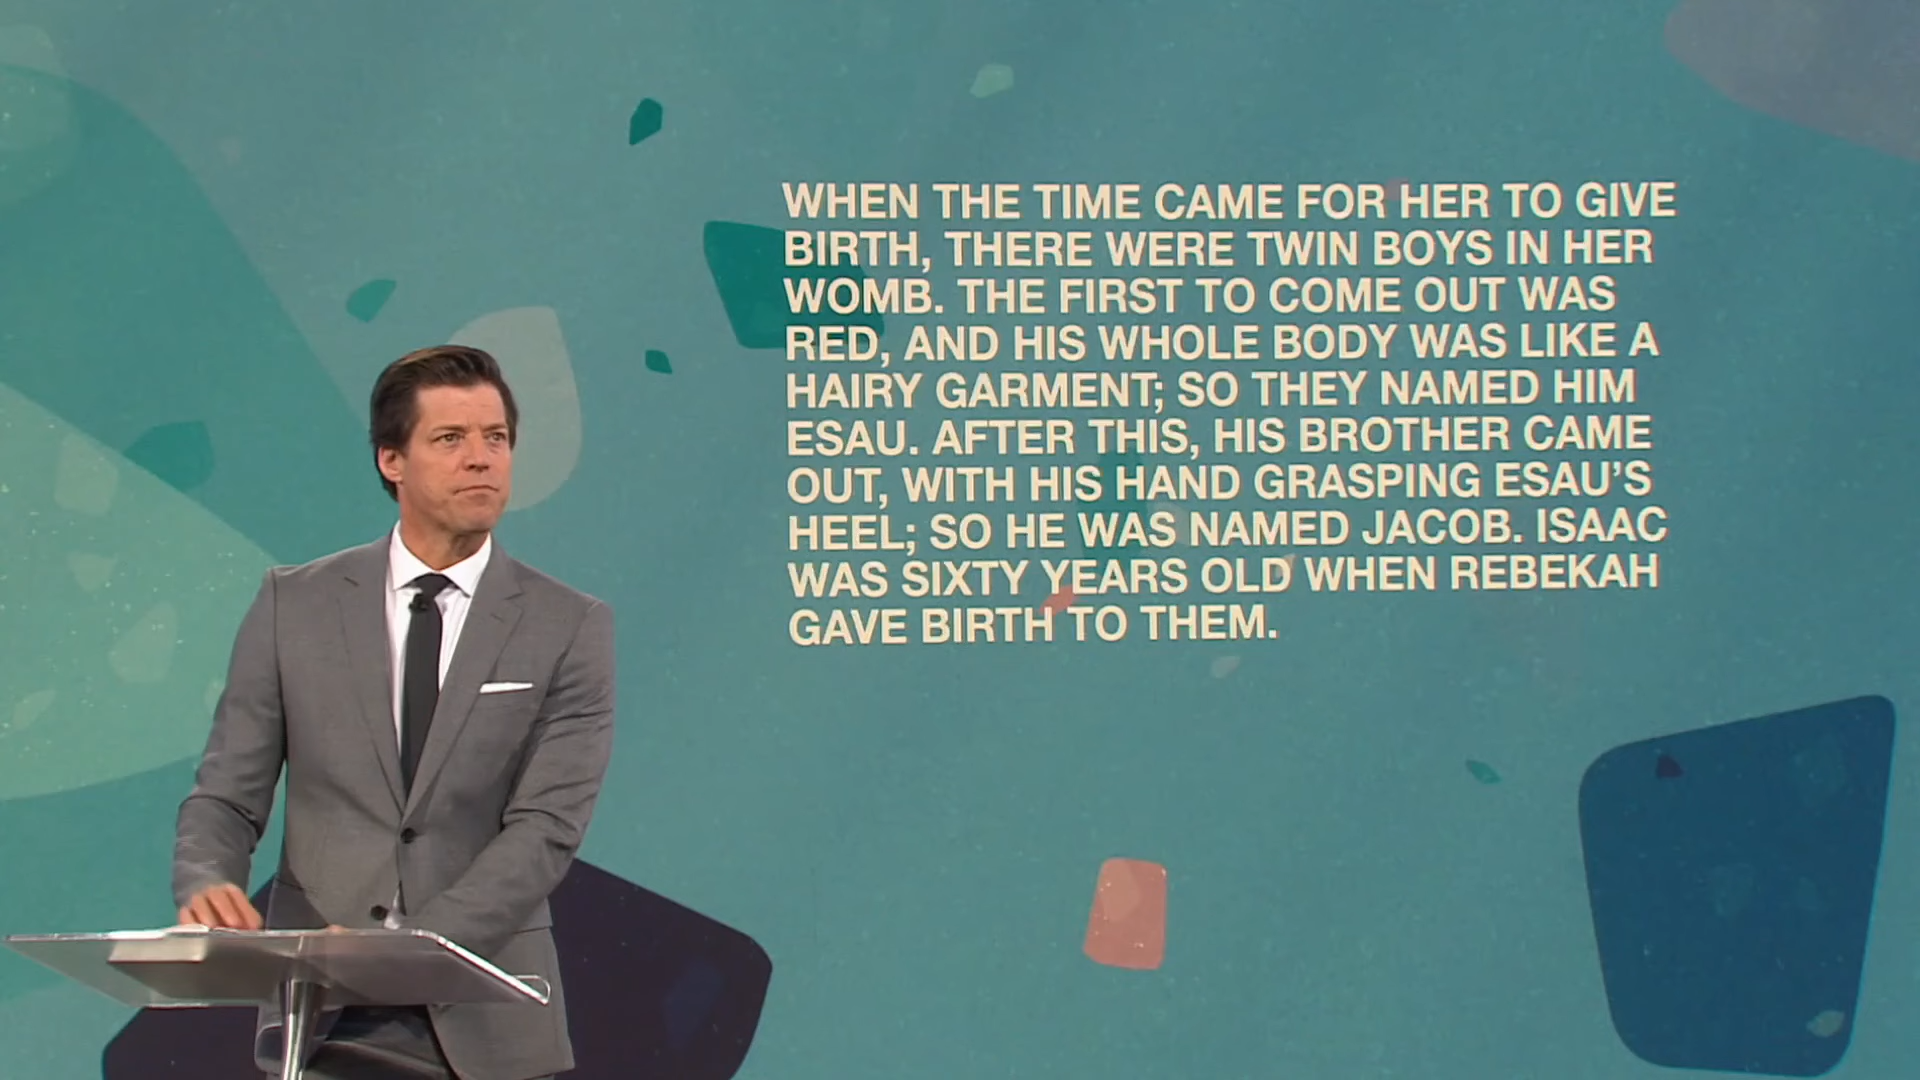 WHEN THE TIME CAME FOR HER TO GIVE
BIRTH, THERE WERE TWIN BOYS IN HER
WOMB. THE FIRST TO COME OUT WAS
RED, AND HIS WHOLE BODY WAS LIKE A
HAIRY GARMENT; SO THEY NAMED HIM
ESAU. AFTER THIS, HIS BROTHER CAME
OUT, WITH HIS HAND GRASPING ESAU’S
HEEL; SO HE WAS NAMED JACOB. ISAAC
WAS SIXTY YEARS OLD WHEN REBEKAH
GAVE BIRTH TO THEM.